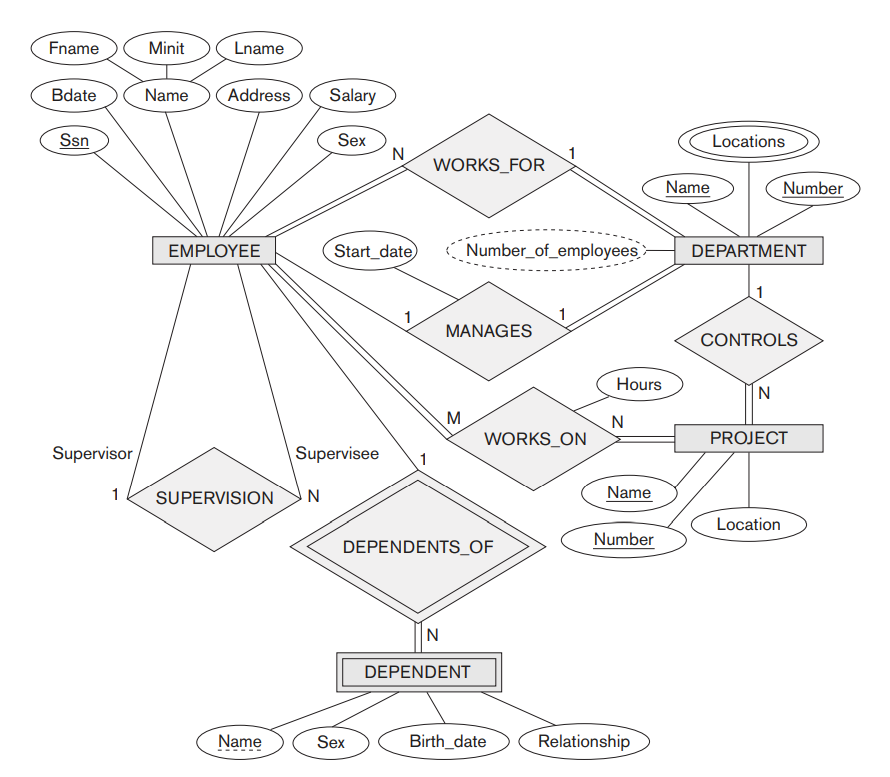 Fname
Minit
Lname
Bdate
Name
Address
Salary
Ssn
Sex
N
WORKS_FOR
1
Locations
Name
Number
EMPLOYEE
Start_date
Number_of_employees
DEPARTMENT
1
MANAGES
1
1
CONTROLS
N
Hours
M
WORKS_ON
N
PROJECT
Supervisor
Supervisee
1
1
SUPERVISION
N
Name
Number
Location
DEPENDENTS_OF
N
DEPENDENT
Name
Sex
Birth_date
Relationship